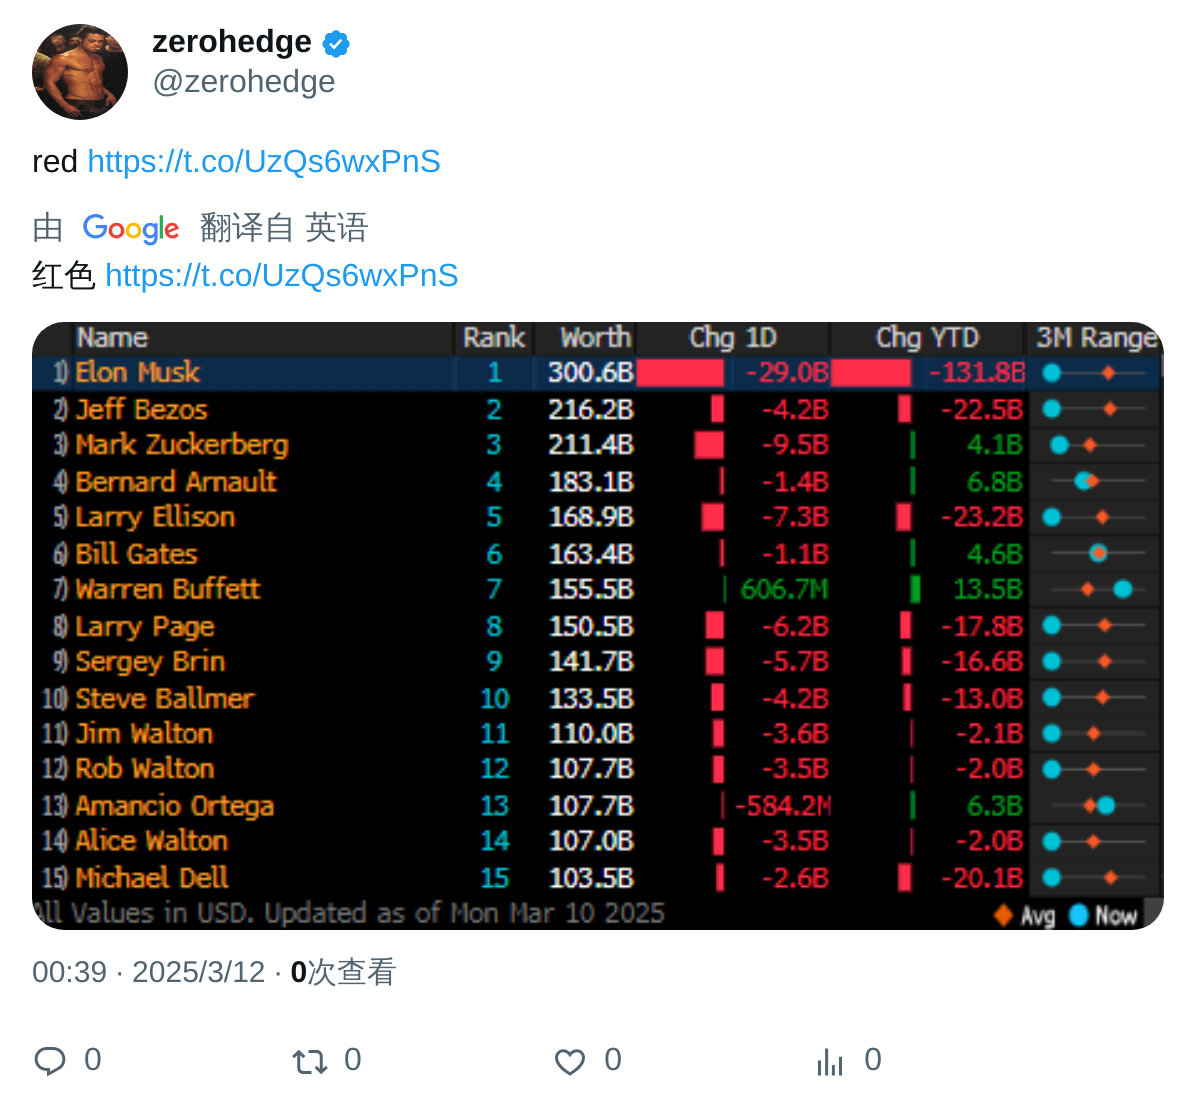 zerohedge
@zerohedge
red https://t.co/UzQs6wxPnS
由 Google 翻译自 英语
红色 https://t.co/UzQs6wxPnS
Name Rank Worth Chg 1D Chg YTD 3M Range
1) Elon Musk 1 300.6B -29.0B -131.8B
2) Jeff Bezos 2 216.2B -4.2B -22.5B
3) Mark Zuckerberg 3 211.4B -9.5B 4.1B
4) Bernard Arnault 4 183.1B -1.4B 6.8B
5) Larry Ellison 5 168.9B -7.3B -23.2B
6) Bill Gates 6 163.4B -1.1B 4.6B
7) Warren Buffett 7 155.5B 606.7M 13.5B
8) Larry Page 8 150.5B -6.2B -17.8B
9) Sergey Brin 9 141.7B -5.7B -16.6B
10) Steve Ballmer 10 133.5B -4.2B -13.0B
11) Jim Walton 11 110.0B -3.6B -2.1B
12) Rob Walton 12 107.7B -3.5B -2.0B
13) Amancio Ortega 13 107.7B -584.2M 6.3B
14) Alice Walton 14 107.0B -3.5B -2.0B
15) Michael Dell 15 103.5B -2.6B -20.1B
All Values in USD. Updated as of Mon Mar 10 2025 Avg Now
00:39 · 2025/3/12 · 0次查看
0 0 0 0